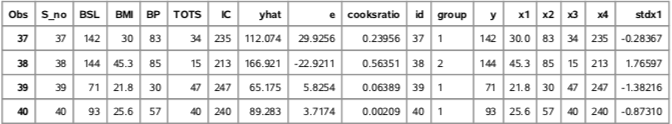 Obs S_no BSL BMI BP TOTS IC yhat e cooksratio id group y x1 x2 x3 x4 stdx1
37 37 142 30 83 34 235 112.074 29.9256 0.23956 37 1 142 30.0 83 34 235 -0.28367
38 38 144 45.3 85 15 213 166.921 -22.9211 0.56351 38 2 144 45.3 85 15 213 1.76597
39 39 71 21.8 30 47 247 65.175 5.8254 0.06389 39 1 71 21.8 30 47 247 -1.38216
40 40 93 25.6 57 40 240 89.283 3.7174 0.00209 40 1 93 25.6 57 40 240 -0.87310